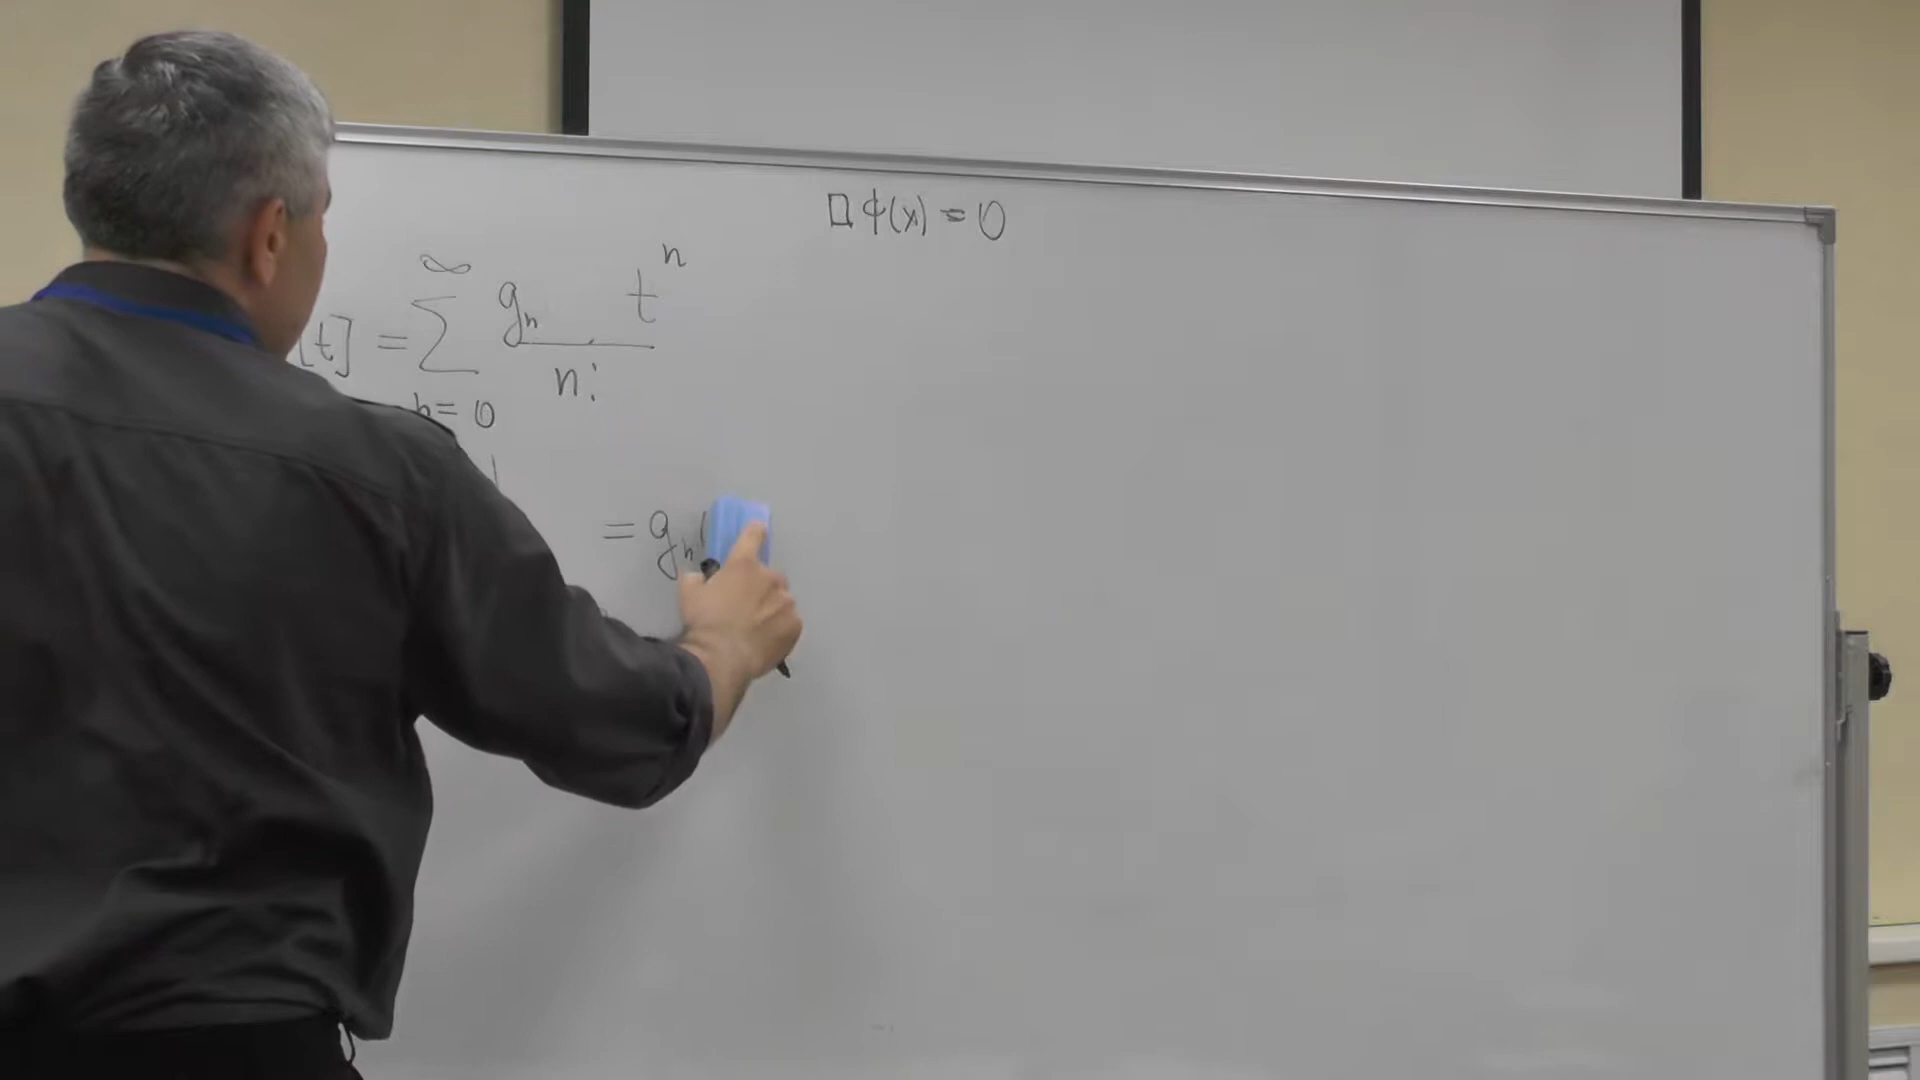 □ϕ(x) = 0
[t] = ∑ g_n t^n / n!
∞
n = 0
= g_n